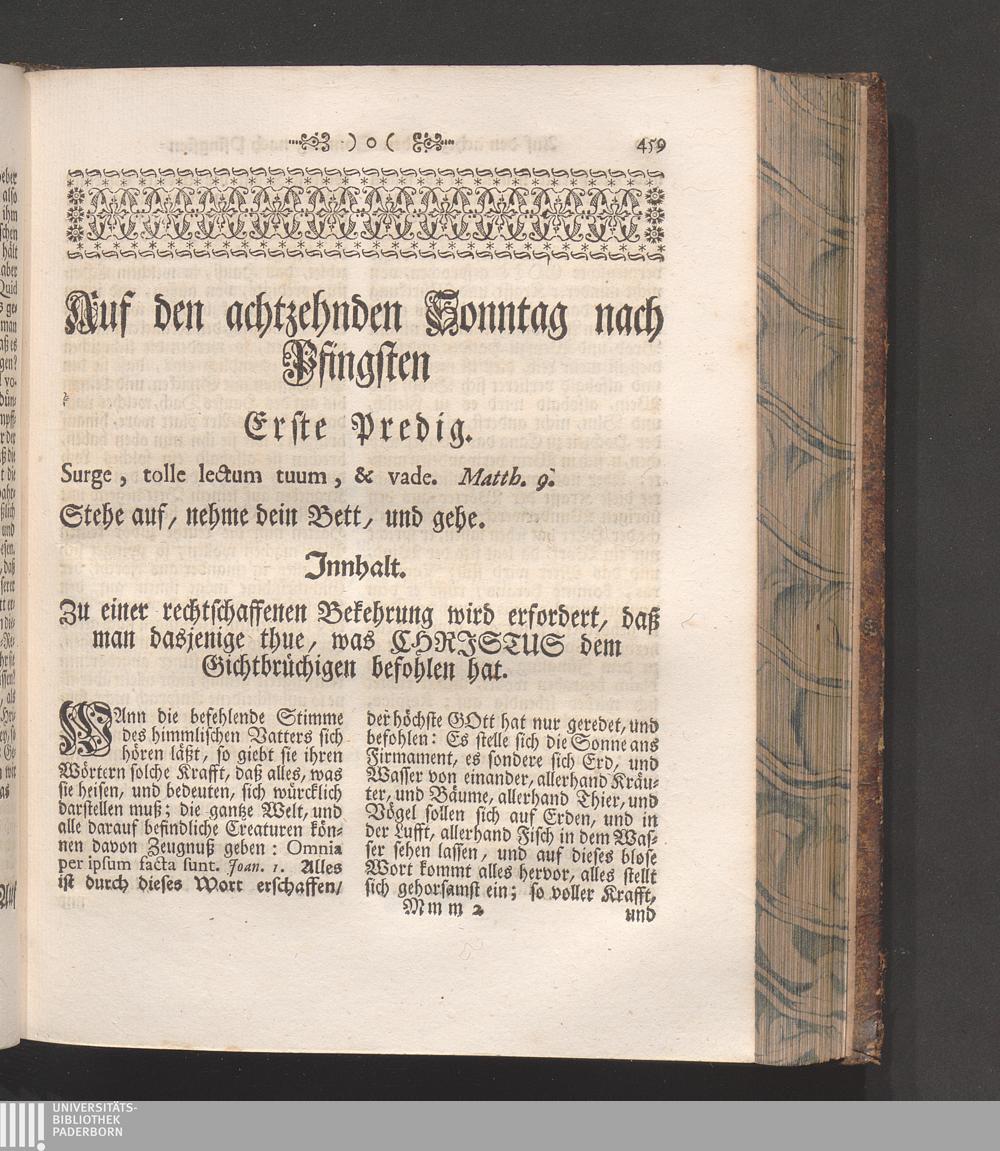 ) o ( 459
Auf den achtzehnden Sonntag nach
Pfingsten
Erste Predig.
Surge, tolle lectum tuum, & vade. Matth. 9.
Stehe auf, nehme dein Bett, und gehe.
Innhalt.
Zu einer rechtschaffenen Bekehrung wird erfordert, daß
man dasjenige thue, was CHRISTUS dem
Gichtbrüchigen befohlen hat.
WAnn die befehlende Stimme
des himmlischen Vatters sich
hören läßt, so giebt sie ihren
Wörtern solche Krafft, daß alles, was
sie heisen, und bedeuten, sich würcklich
darstellen muß; die gantze Welt, und
alle darauf befindliche Creaturen kön-
nen davon Zeugnuß geben: Omnia
per ipsum facta sunt. Joan. 1. Alles
ist durch dieses Wort erschaffen/
der höchste GOtt hat nur geredet, und
befohlen: Es stelle sich die Sonne ans
Firmament, es sondere sich Erd, und
Wasser von einander, allerhand Kräu-
ter, und Bäume, allerhand Thier, und
Vögel sollen sich auf Erden, und in
der Lufft, allerhand Fisch in dem Was-
ser sehen lassen, und auf dieses blose
Wort kommt alles hervor, alles stellt
sich gehorsamst ein; so voller Krafft,
Mmm 2 und
UNIVERSITÄTS-
BIBLIOTHEK
PADERBORN